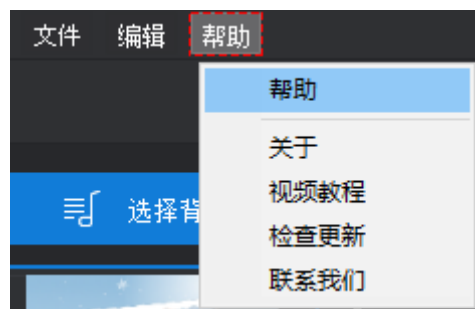 文件 编辑 帮助
帮助
关于
视频教程
检查更新
联系我们
选择背